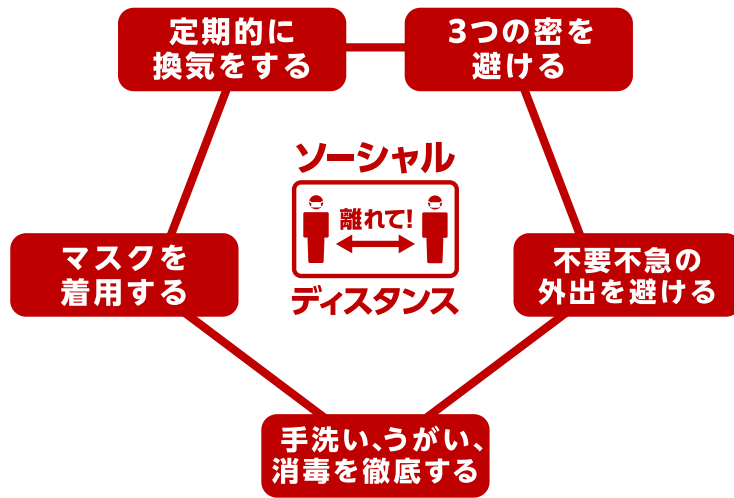 定期的に
換気をする
3つの密を
避ける
ソーシャル
離れて!
ディスタンス
マスクを
着用する
不要不急の
外出を避ける
手洗い、うがい、
消毒を徹底する